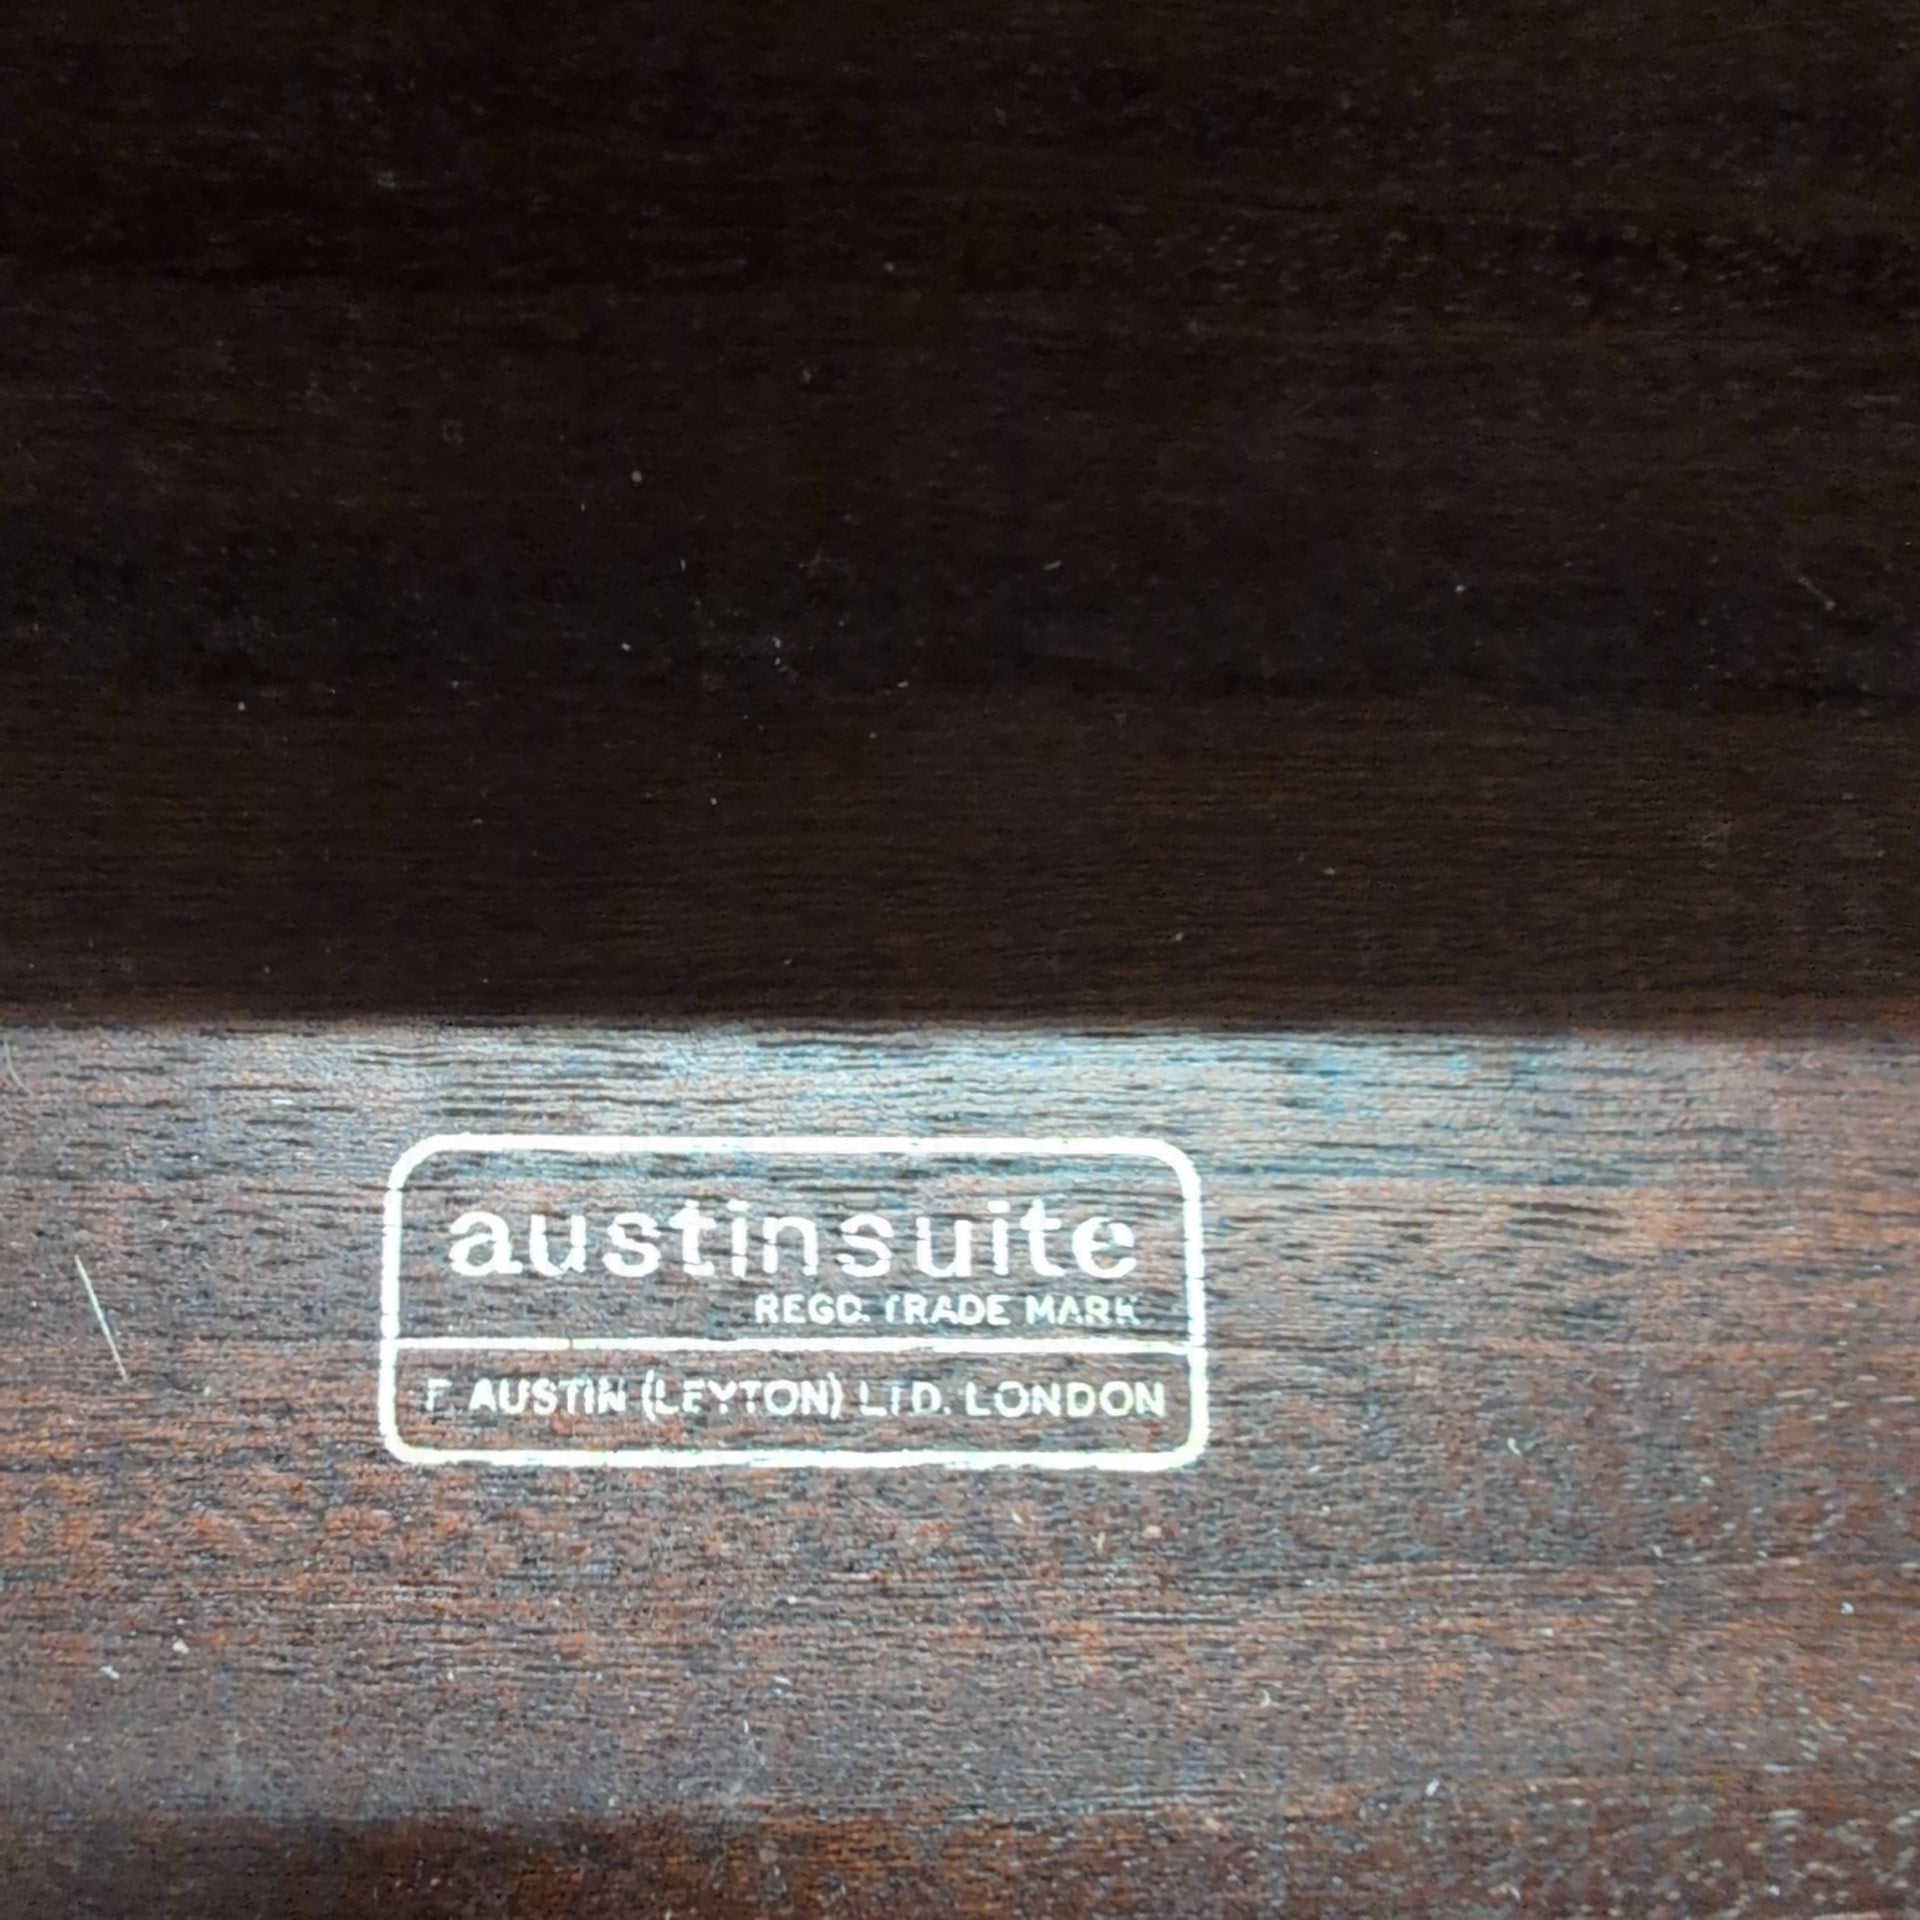 austinsuite
REGD. TRADE MARK
F. AUSTIN (LEYTON) LTD. LONDON